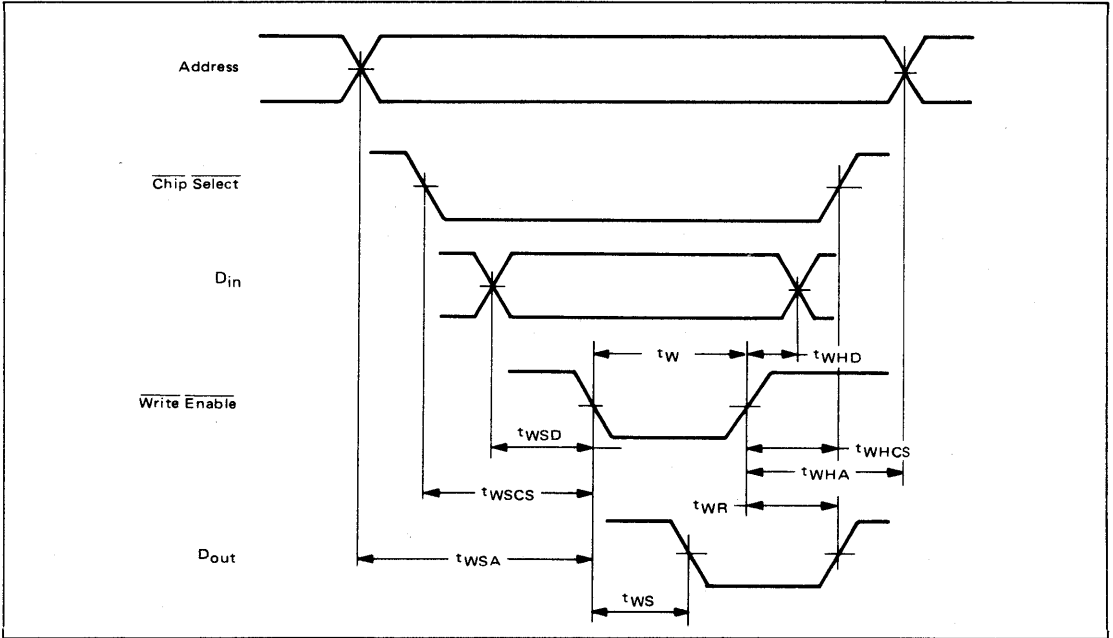 Address
Chip Select
Din
tW
tWHD
Write Enable
tWSD
tWHCS
tWHA
tWSCS
tWR
Dout
tWSA
tWS